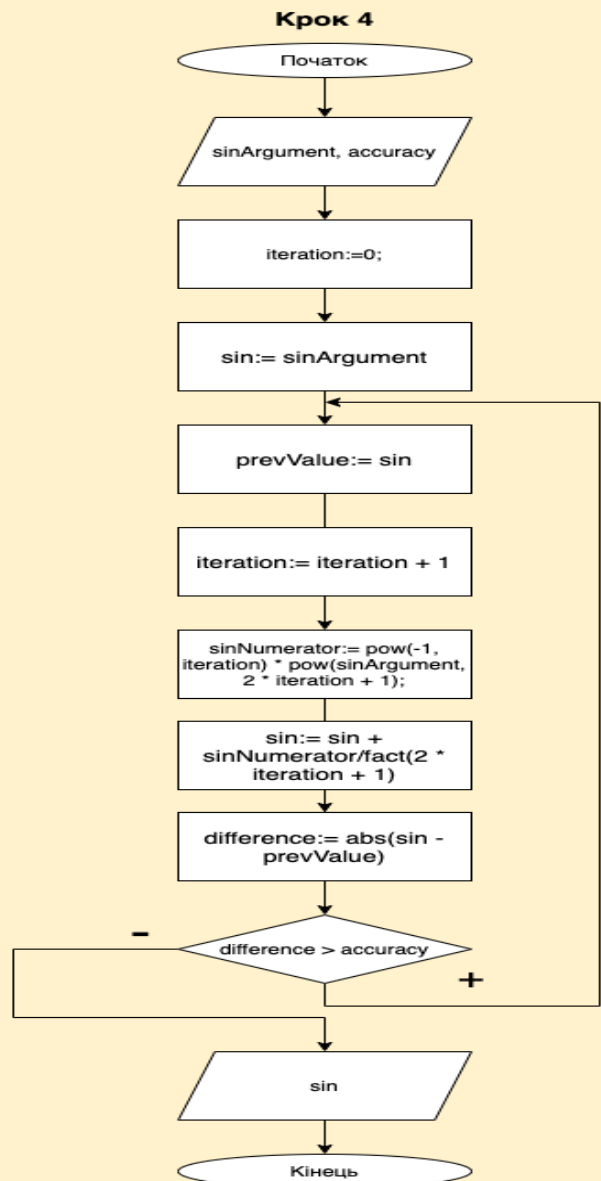 Крок 4
Початок
sinArgument, accuracy
iteration:=0;
sin:= sinArgument
prevValue:= sin
iteration:= iteration + 1
sinNumerator:= pow(-1,
iteration) * pow(sinArgument,
2 * iteration + 1);
sin:= sin +
sinNumerator/fact(2 *
iteration + 1)
difference:= abs(sin -
prevValue)
-
difference > accuracy
+
sin
Кінець